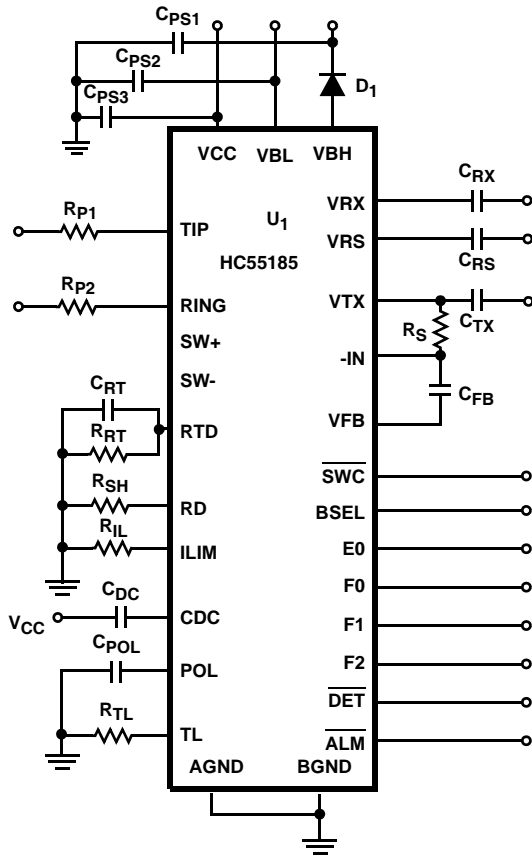 CPS1
CPS2
CPS3
D1
VCC VBL VBH
U1
HC55185
RP1
TIP
RP2
RING
SW+
SW-
CRT
RRT
RTD
RSH
RD
RIL
ILIM
VCC
CDC
CDC
CPOL
POL
RTL
TL
AGND BGND
VRX
CRX
VRS
CRS
VTX
CTX
RS
-IN
CFB
VFB
SWC
BSEL
E0
F0
F1
F2
DET
ALM